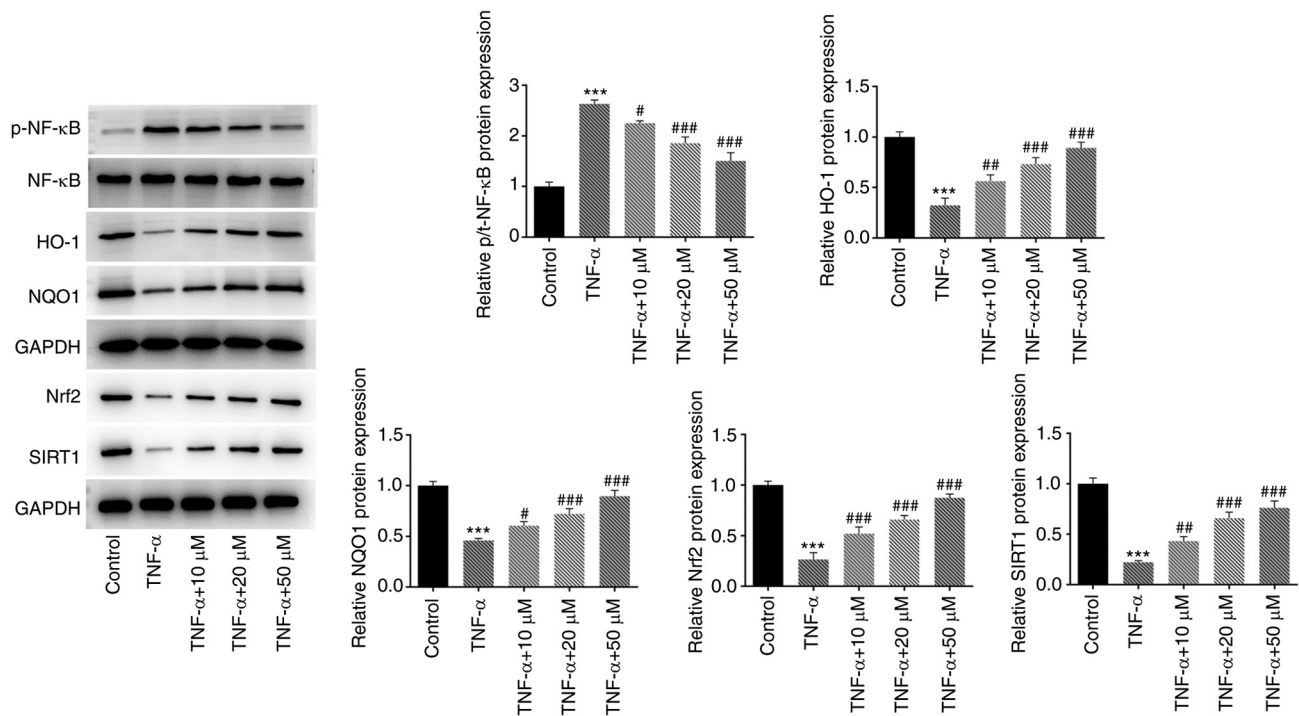 p-NF-κB
NF-κB
HO-1
NQO1
GAPDH
Nrf2
SIRT1
GAPDH
Control
TNF-α
TNF-α+10 μM
TNF-α+20 μM
TNF-α+50 μM
Relative p/t-NF-κB protein expression
3
2
1
0
***
#
###
###
Control
TNF-α
TNF-α+10 μM
TNF-α+20 μM
TNF-α+50 μM
Relative HO-1 protein expression
1.5
1.0
0.5
0.0
***
##
###
###
Control
TNF-α
TNF-α+10 μM
TNF-α+20 μM
TNF-α+50 μM
Relative NQO1 protein expression
1.5
1.0
0.5
0.0
***
#
###
###
Control
TNF-α
TNF-α+10 μM
TNF-α+20 μM
TNF-α+50 μM
Relative Nrf2 protein expression
1.5
1.0
0.5
0.0
***
###
###
###
Control
TNF-α
TNF-α+10 μM
TNF-α+20 μM
TNF-α+50 μM
Relative SIRT1 protein expression
1.5
1.0
0.5
0.0
***
##
###
###
Control
TNF-α
TNF-α+10 μM
TNF-α+20 μM
TNF-α+50 μM